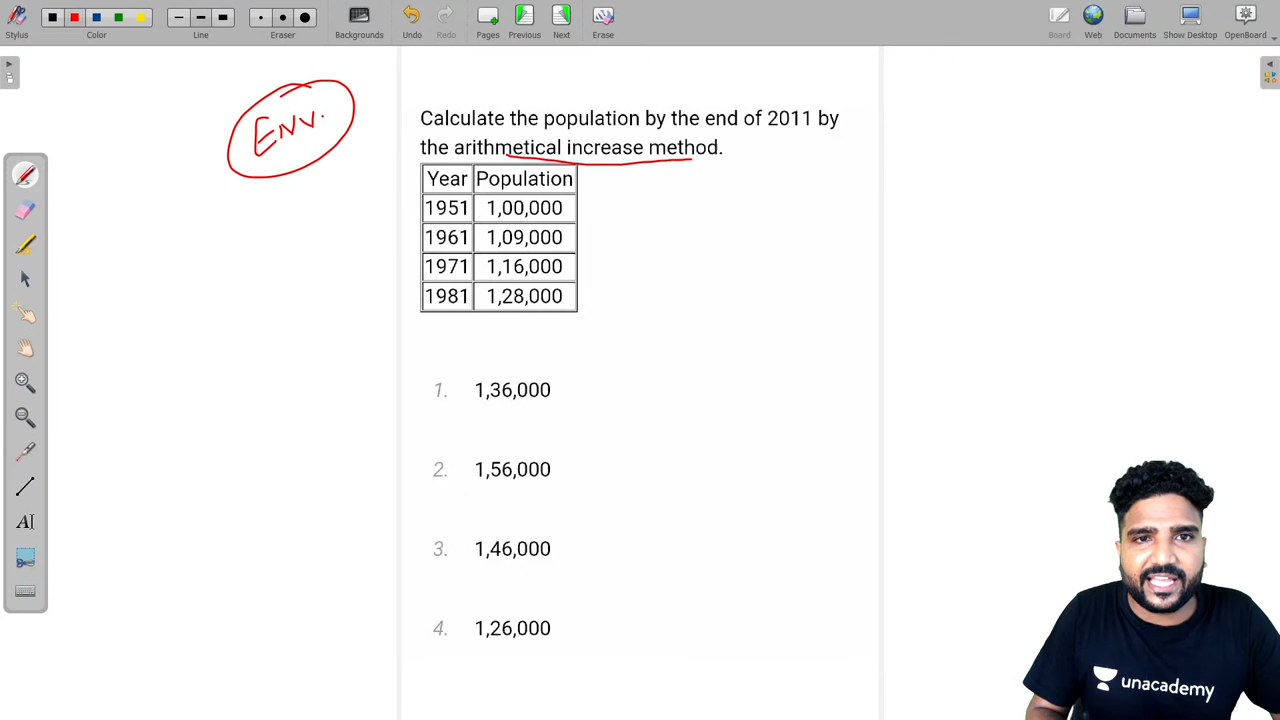 Stylus
Color
Line
Eraser
Backgrounds
Undo
Redo
Pages
Previous
Next
Erase
Board
Web
Documents
Show Desktop
OpenBoard
ENV.
Calculate the population by the end of 2011 by
the arithmetical increase method.
Year Population
1951 1,00,000
1961 1,09,000
1971 1,16,000
1981 1,28,000
1. 1,36,000
2. 1,56,000
3. 1,46,000
4. 1,26,000
A
unacademy